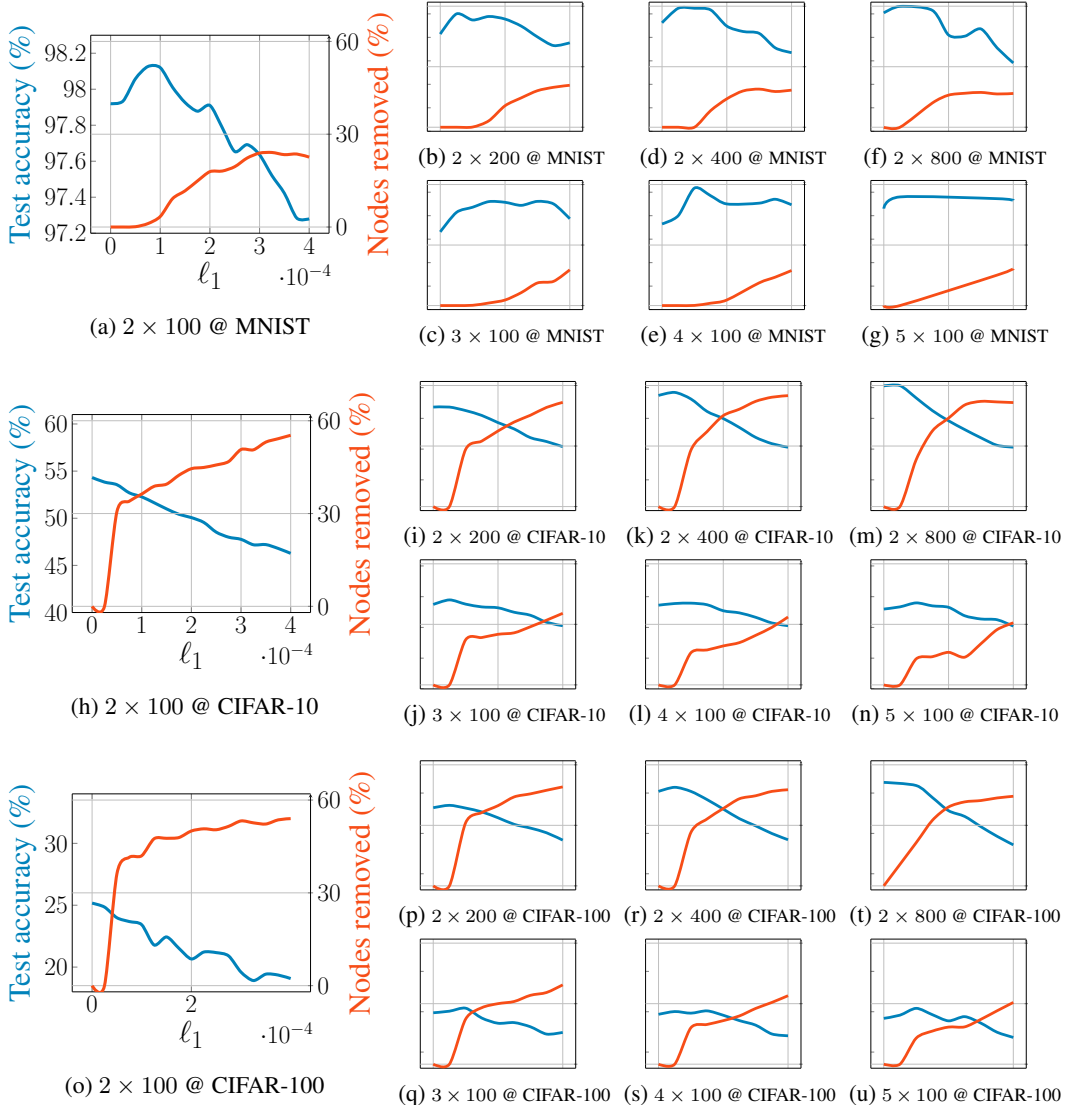 Test accuracy (%)
98.2
98
97.8
97.6
97.4
97.2
0 1 2 3 4
ℓ₁ ·10⁻⁴
60
30
0
Nodes removed (%)
(a) 2 × 100 @ MNIST
(b) 2 × 200 @ MNIST
(d) 2 × 400 @ MNIST
(f) 2 × 800 @ MNIST
(c) 3 × 100 @ MNIST
(e) 4 × 100 @ MNIST
(g) 5 × 100 @ MNIST
Test accuracy (%)
60
55
50
45
40
0 1 2 3 4
ℓ₁ ·10⁻⁴
60
30
0
Nodes removed (%)
(h) 2 × 100 @ CIFAR-10
(i) 2 × 200 @ CIFAR-10
(k) 2 × 400 @ CIFAR-10
(m) 2 × 800 @ CIFAR-10
(j) 3 × 100 @ CIFAR-10
(l) 4 × 100 @ CIFAR-10
(n) 5 × 100 @ CIFAR-10
Test accuracy (%)
30
25
20
0 2
ℓ₁ ·10⁻⁴
60
30
0
Nodes removed (%)
(o) 2 × 100 @ CIFAR-100
(p) 2 × 200 @ CIFAR-100
(r) 2 × 400 @ CIFAR-100
(t) 2 × 800 @ CIFAR-100
(q) 3 × 100 @ CIFAR-100
(s) 4 × 100 @ CIFAR-100
(u) 5 × 100 @ CIFAR-100